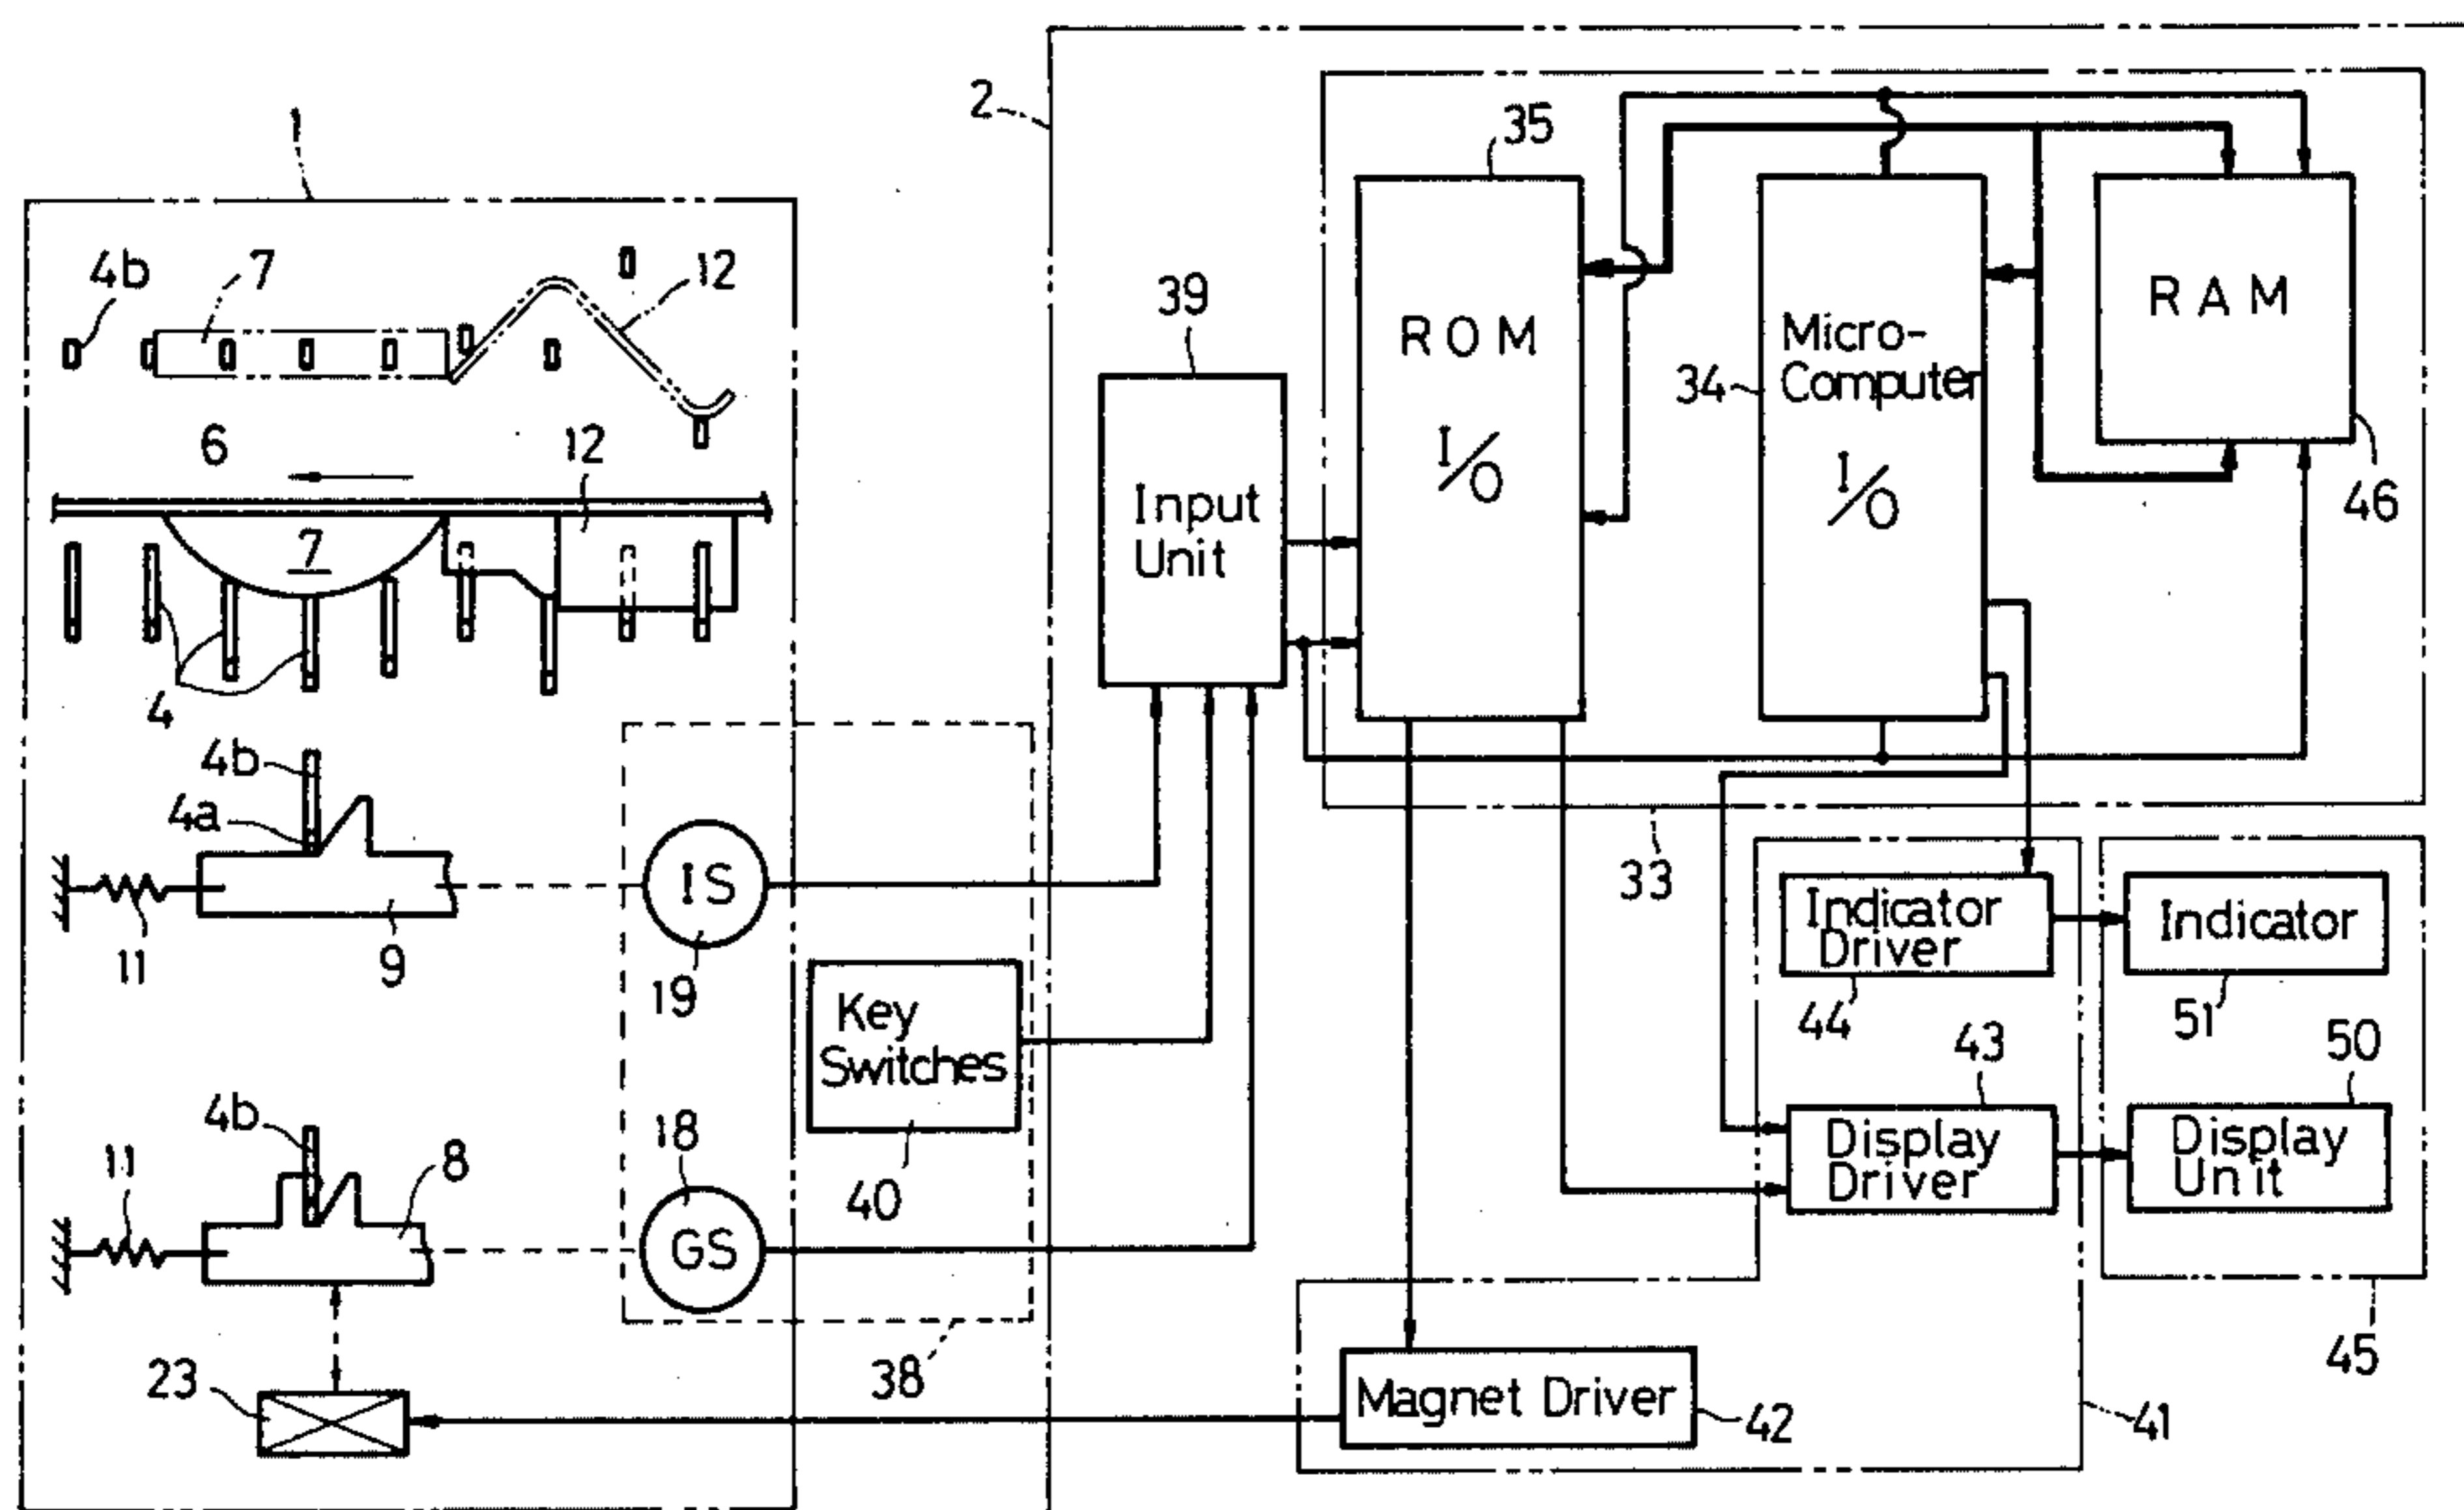 1
2
35
4b
7
12
39
ROM
I/O
34
Micro-
Computer
I/O
RAM
46
6
12
7
4
Input
Unit
4b
4a
11
9
IS
19
33
Indicator
Driver
44
Indicator
51
Key
Switches
40
4b
11
8
18
GS
43
Display
Driver
50
Display
Unit
45
23
38
Magnet Driver
42
41